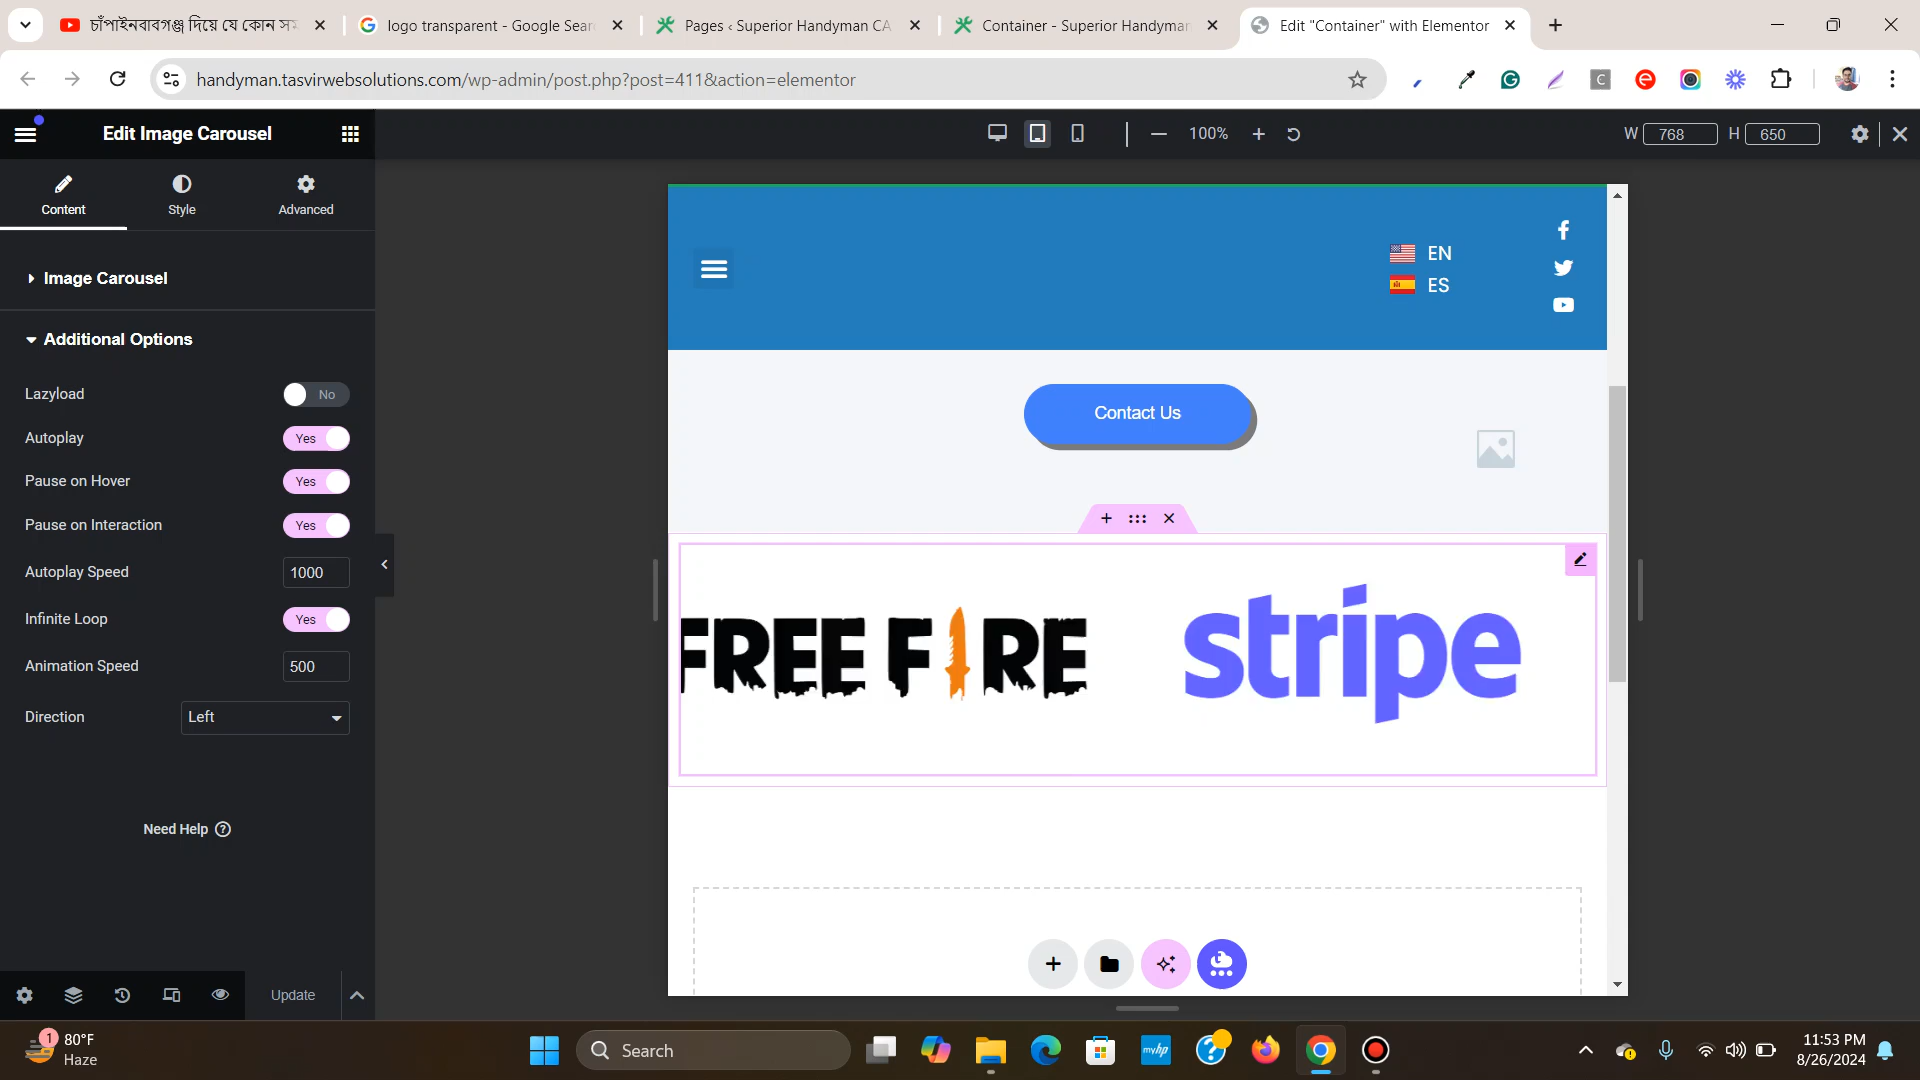 চাঁপাইনবাবগঞ্জ দিয়ে যে কোন সম
logo transparent - Google Sear
Pages ‹ Superior Handyman CA
Container - Superior Handyman
Edit "Container" with Elementor
handyman.tasvirwebsolutions.com/wp-admin/post.php?post=411&action=elementor
Edit Image Carousel
100%
W 768 H 650
Content
Style
Advanced
Image Carousel
Additional Options
Lazyload
No
Autoplay
Yes
Pause on Hover
Yes
Pause on Interaction
Yes
Autoplay Speed
1000
Infinite Loop
Yes
Animation Speed
500
Direction
Left
Need Help
Update
EN
ES
Contact Us
FREE FIRE
stripe
1
80°F
Haze
Search
myhp
11:53 PM
8/26/2024